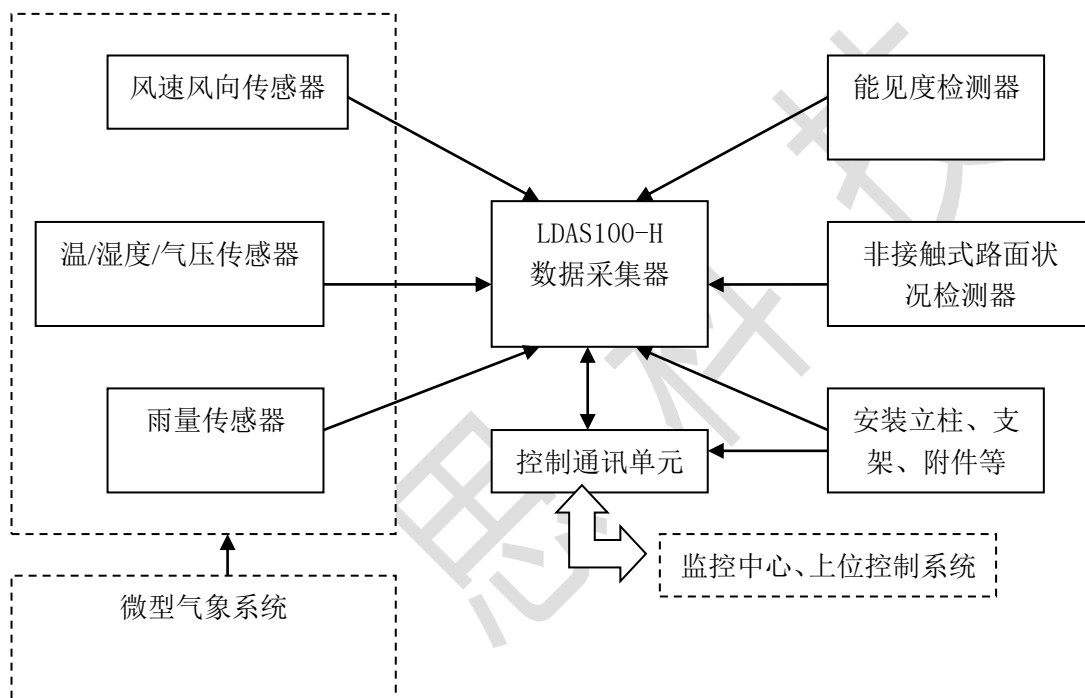 风速风向传感器
能见度检测器
LDAS100-H
数据采集器
温/湿度/气压传感器
非接触式路面状
况检测器
雨量传感器
控制通讯单元
安装立柱、支
架、附件等
监控中心、上位控制系统
微型气象系统
思科技